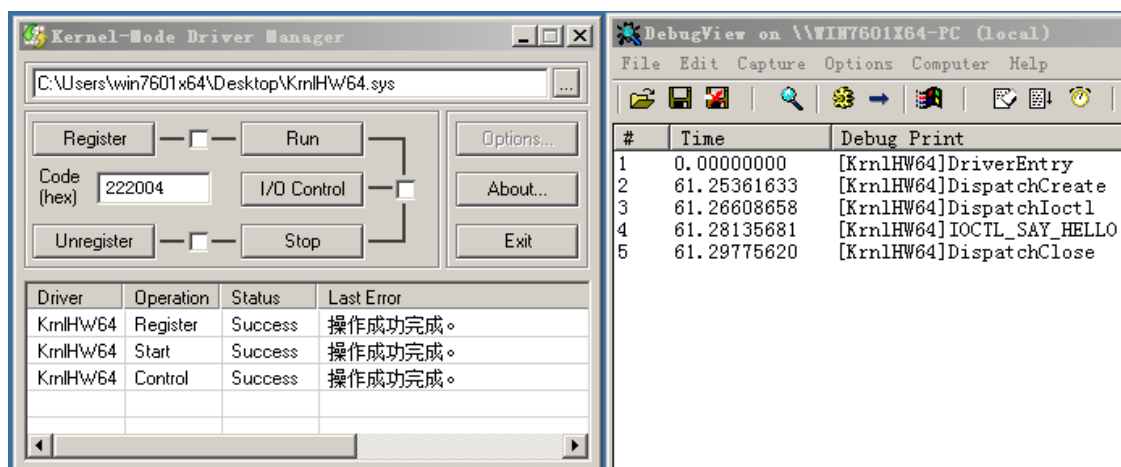 Kernel-Mode Driver Manager
C:\Users\win7601x64\Desktop\KrnlHW64.sys
...
Register
Run
Options...
Code
(hex)
222004
I/O Control
About...
Unregister
Stop
Exit
Driver Operation Status Last Error
KrnlHW64 Register Success 操作成功完成。
KrnlHW64 Start Success 操作成功完成。
KrnlHW64 Control Success 操作成功完成。
DebugView on \\WIN7601X64-PC (local)
File Edit Capture Options Computer Help
# Time Debug Print
1 0.00000000 [KrnlHW64]DriverEntry
2 61.25361633 [KrnlHW64]DispatchCreate
3 61.26608658 [KrnlHW64]DispatchIoctl
4 61.28135681 [KrnlHW64]IOCTL_SAY_HELLO
5 61.29775620 [KrnlHW64]DispatchClose